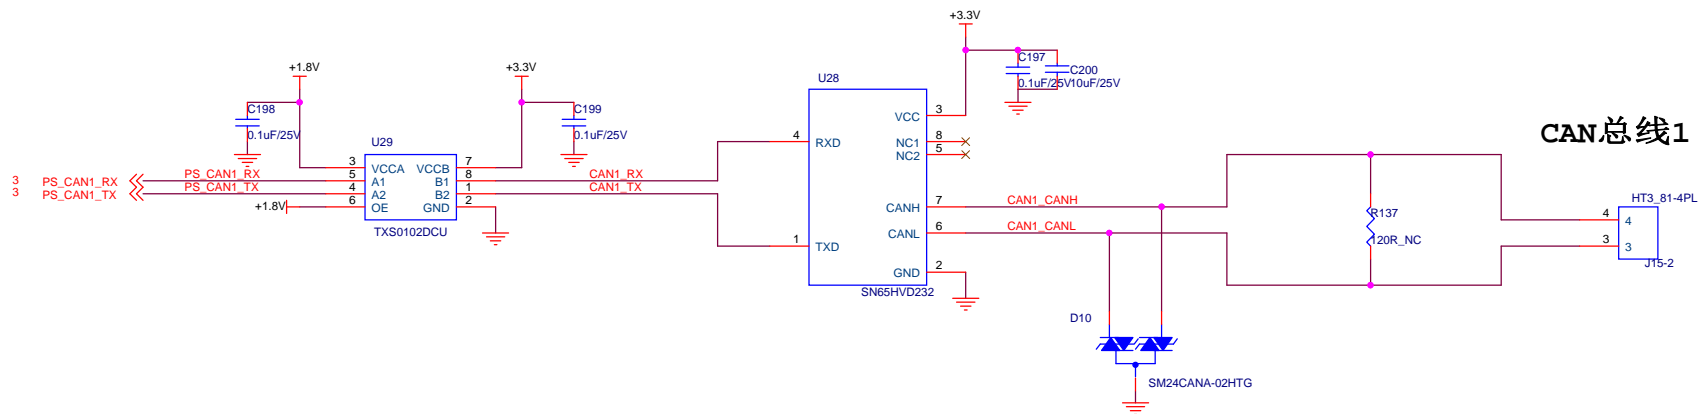 +3.3V
C197
0.1uF/25V
C200
10uF/25V
+1.8V
+3.3V
U28
C198
0.1uF/25V
C199
0.1uF/25V
VCC 3
CAN总线1
U29
4 RXD
NC1 8
NC2 5
3 VCCA VCCB 7
3 PS_CAN1_RX PS_CAN1_RX 5 A1 B1 8 CAN1_RX
3 PS_CAN1_TX PS_CAN1_TX 4 A2 B2 1 CAN1_TX
+1.8V 6 OE GND 2
TXS0102DCU
CANH 7 CAN1_CANH
HT3_81-4PL
R137
4 4
CANL 6 CAN1_CANL
120R_NC
1 TXD
3 3
J15-2
GND 2
SN65HVD232
D10
SM24CANA-02HTG